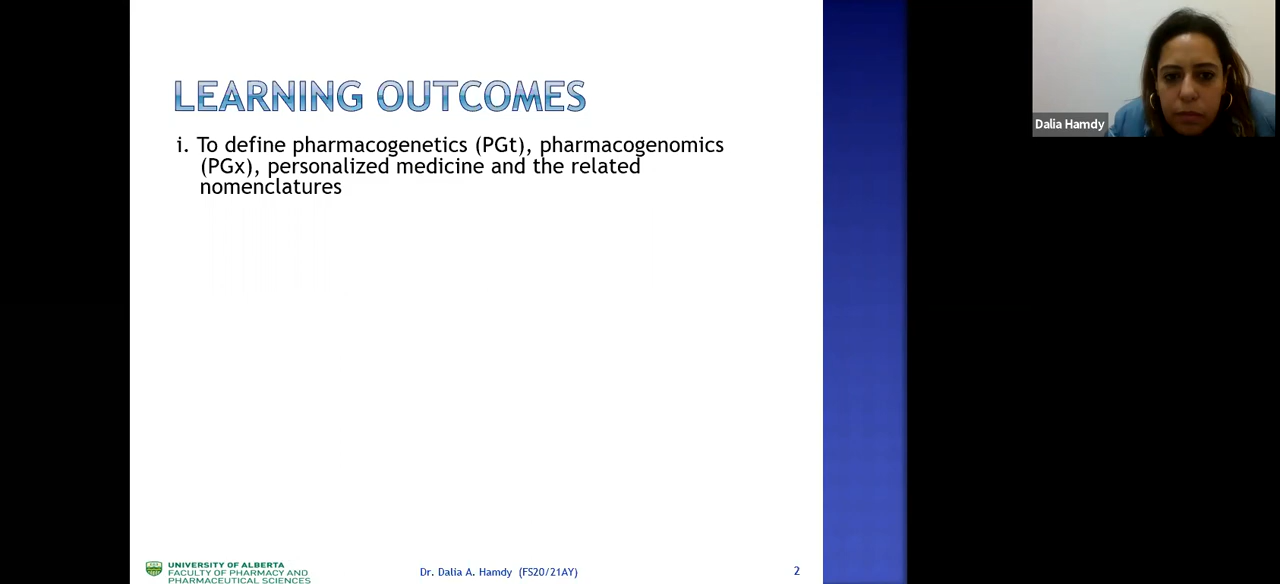 LEARNING OUTCOMES
i. To define pharmacogenetics (PGt), pharmacogenomics
(PGx), personalized medicine and the related
nomenclatures
Dalia Hamdy
UNIVERSITY OF ALBERTA
FACULTY OF PHARMACY AND
PHARMACEUTICAL SCIENCES
Dr. Dalia A. Hamdy (FS20/21AY)
2